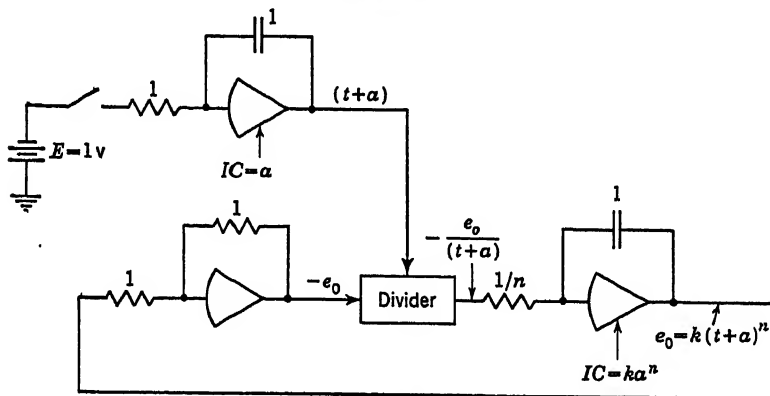 1
1
(t+a)
E=1v
IC=a
1
1
1
-e₀
- e₀/(t+a)
Divider
1/n
e₀=k(t+a)ⁿ
IC=kaⁿ